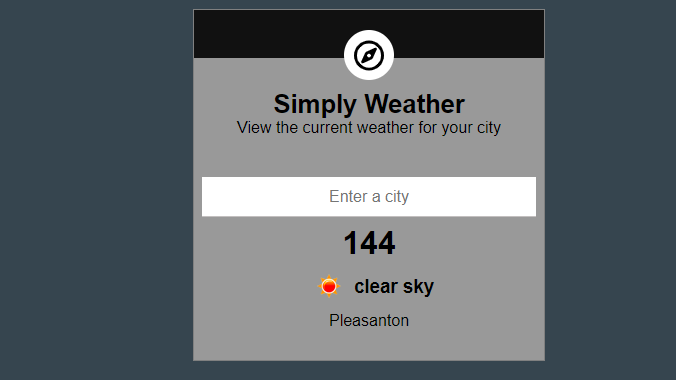 Simply Weather
View the current weather for your city
Enter a city
144
clear sky
Pleasanton